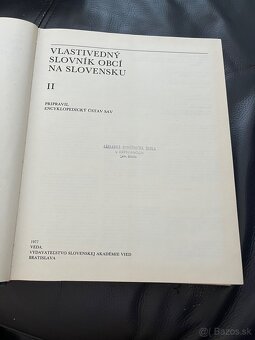 VLASTIVEDNÝ
SLOVNÍK OBCÍ
NA SLOVENSKU
II
PRIPRAVIL
ENCYKLOPEDICKÝ ÚSTAV SAV
1977
VEDA
VYDAVATEĽSTVO SLOVENSKEJ AKADÉMIE VIED
BRATISLAVA
bazos.sk